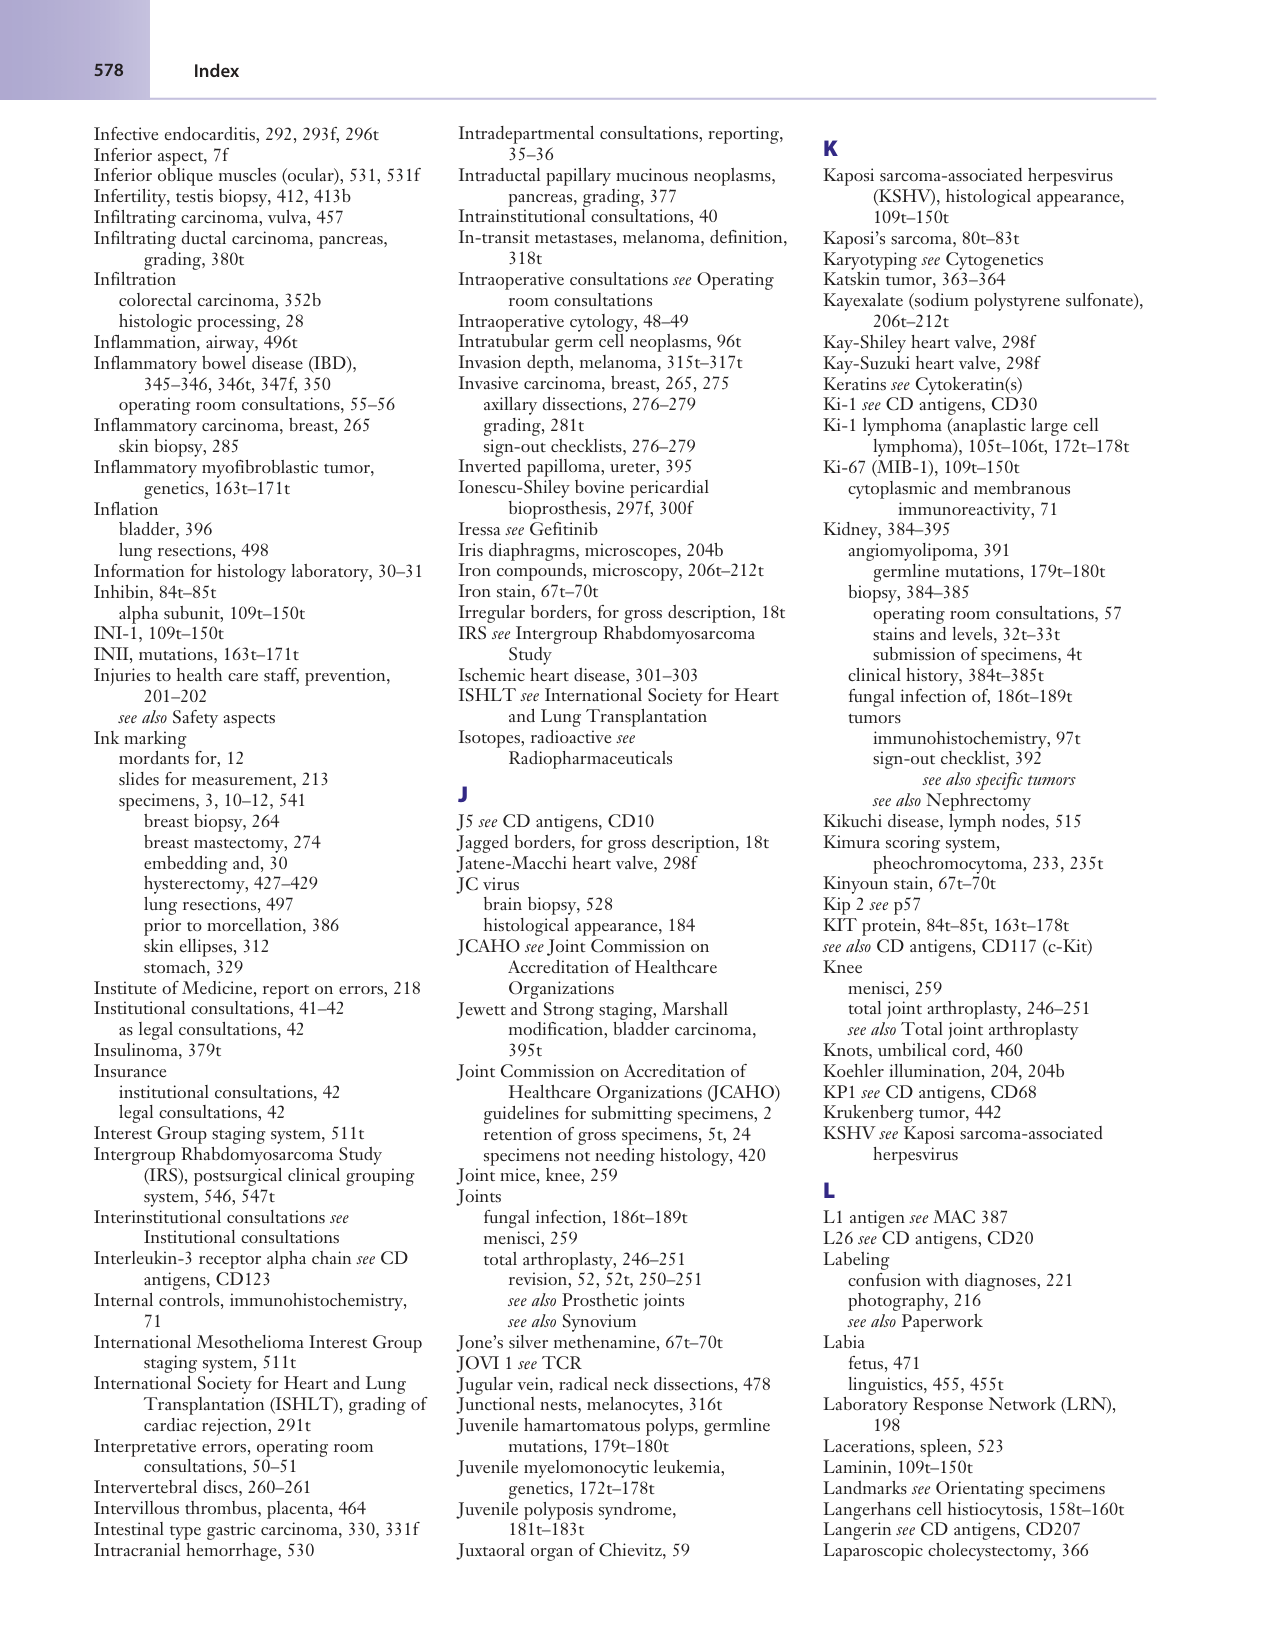 578
Index
Infective endocarditis, 292, 293f, 296t
Inferior aspect, 7f
Inferior oblique muscles (ocular), 531, 531f
Infertility, testis biopsy, 412, 413b
Infiltrating carcinoma, vulva, 457
Infiltrating ductal carcinoma, pancreas,
grading, 380t
Infiltration
colorectal carcinoma, 352b
histologic processing, 28
Inflammation, airway, 496t
Inflammatory bowel disease (IBD),
345–346, 346t, 347f, 350
operating room consultations, 55–56
Inflammatory carcinoma, breast, 265
skin biopsy, 285
Inflammatory myofibroblastic tumor,
genetics, 163t–171t
Inflation
bladder, 396
lung resections, 498
Information for histology laboratory, 30–31
Inhibin, 84t–85t
alpha subunit, 109t–150t
INI-1, 109t–150t
INII, mutations, 163t–171t
Injuries to health care staff, prevention,
201–202
see also Safety aspects
Ink marking
mordants for, 12
slides for measurement, 213
specimens, 3, 10–12, 541
breast biopsy, 264
breast mastectomy, 274
embedding and, 30
hysterectomy, 427–429
lung resections, 497
prior to morcellation, 386
skin ellipses, 312
stomach, 329
Institute of Medicine, report on errors, 218
Institutional consultations, 41–42
as legal consultations, 42
Insulinoma, 379t
Insurance
institutional consultations, 42
legal consultations, 42
Interest Group staging system, 511t
Intergroup Rhabdomyosarcoma Study
(IRS), postsurgical clinical grouping
system, 546, 547t
Interinstitutional consultations see
Institutional consultations
Interleukin-3 receptor alpha chain see CD
antigens, CD123
Internal controls, immunohistochemistry,
71
International Mesothelioma Interest Group
staging system, 511t
International Society for Heart and Lung
Transplantation (ISHLT), grading of
cardiac rejection, 291t
Interpretative errors, operating room
consultations, 50–51
Intervertebral discs, 260–261
Intervillous thrombus, placenta, 464
Intestinal type gastric carcinoma, 330, 331f
Intracranial hemorrhage, 530
Intradepartmental consultations, reporting,
35–36
Intraductal papillary mucinous neoplasms,
pancreas, grading, 377
Intrainstitutional consultations, 40
In-transit metastases, melanoma, definition,
318t
Intraoperative consultations see Operating
room consultations
Intraoperative cytology, 48–49
Intratubular germ cell neoplasms, 96t
Invasion depth, melanoma, 315t–317t
Invasive carcinoma, breast, 265, 275
axillary dissections, 276–279
grading, 281t
sign-out checklists, 276–279
Inverted papilloma, ureter, 395
Ionescu-Shiley bovine pericardial
bioprosthesis, 297f, 300f
Iressa see Gefitinib
Iris diaphragms, microscopes, 204b
Iron compounds, microscopy, 206t–212t
Iron stain, 67t–70t
Irregular borders, for gross description, 18t
IRS see Intergroup Rhabdomyosarcoma
Study
Ischemic heart disease, 301–303
ISHLT see International Society for Heart
and Lung Transplantation
Isotopes, radioactive see
Radiopharmaceuticals
J
J5 see CD antigens, CD10
Jagged borders, for gross description, 18t
Jatene-Macchi heart valve, 298f
JC virus
brain biopsy, 528
histological appearance, 184
JCAHO see Joint Commission on
Accreditation of Healthcare
Organizations
Jewett and Strong staging, Marshall
modification, bladder carcinoma,
395t
Joint Commission on Accreditation of
Healthcare Organizations (JCAHO)
guidelines for submitting specimens, 2
retention of gross specimens, 5t, 24
specimens not needing histology, 420
Joint mice, knee, 259
Joints
fungal infection, 186t–189t
menisci, 259
total arthroplasty, 246–251
revision, 52, 52t, 250–251
see also Prosthetic joints
see also Synovium
Jone's silver methenamine, 67t–70t
JOVI 1 see TCR
Jugular vein, radical neck dissections, 478
Junctional nests, melanocytes, 316t
Juvenile hamartomatous polyps, germline
mutations, 179t–180t
Juvenile myelomonocytic leukemia,
genetics, 172t–178t
Juvenile polyposis syndrome,
181t–183t
Juxtaoral organ of Chievitz, 59
K
Kaposi sarcoma-associated herpesvirus
(KSHV), histological appearance,
109t–150t
Kaposi's sarcoma, 80t–83t
Karyotyping see Cytogenetics
Katskin tumor, 363–364
Kayexalate (sodium polystyrene sulfonate),
206t–212t
Kay-Shiley heart valve, 298f
Kay-Suzuki heart valve, 298f
Keratins see Cytokeratin(s)
Ki-1 see CD antigens, CD30
Ki-1 lymphoma (anaplastic large cell
lymphoma), 105t–106t, 172t–178t
Ki-67 (MIB-1), 109t–150t
cytoplasmic and membranous
immunoreactivity, 71
Kidney, 384–395
angiomyolipoma, 391
germline mutations, 179t–180t
biopsy, 384–385
operating room consultations, 57
stains and levels, 32t–33t
submission of specimens, 4t
clinical history, 384t–385t
fungal infection of, 186t–189t
tumors
immunohistochemistry, 97t
sign-out checklist, 392
see also specific tumors
see also Nephrectomy
Kikuchi disease, lymph nodes, 515
Kimura scoring system,
pheochromocytoma, 233, 235t
Kinyoun stain, 67t–70t
Kip 2 see p57
KIT protein, 84t–85t, 163t–178t
see also CD antigens, CD117 (c-Kit)
Knee
menisci, 259
total joint arthroplasty, 246–251
see also Total joint arthroplasty
Knots, umbilical cord, 460
Koehler illumination, 204, 204b
KP1 see CD antigens, CD68
Krukenberg tumor, 442
KSHV see Kaposi sarcoma-associated
herpesvirus
L
L1 antigen see MAC 387
L26 see CD antigens, CD20
Labeling
confusion with diagnoses, 221
photography, 216
see also Paperwork
Labia
fetus, 471
linguistics, 455, 455t
Laboratory Response Network (LRN),
198
Lacerations, spleen, 523
Laminin, 109t–150t
Landmarks see Orientating specimens
Langerhans cell histiocytosis, 158t–160t
Langerin see CD antigens, CD207
Laparoscopic cholecystectomy, 366